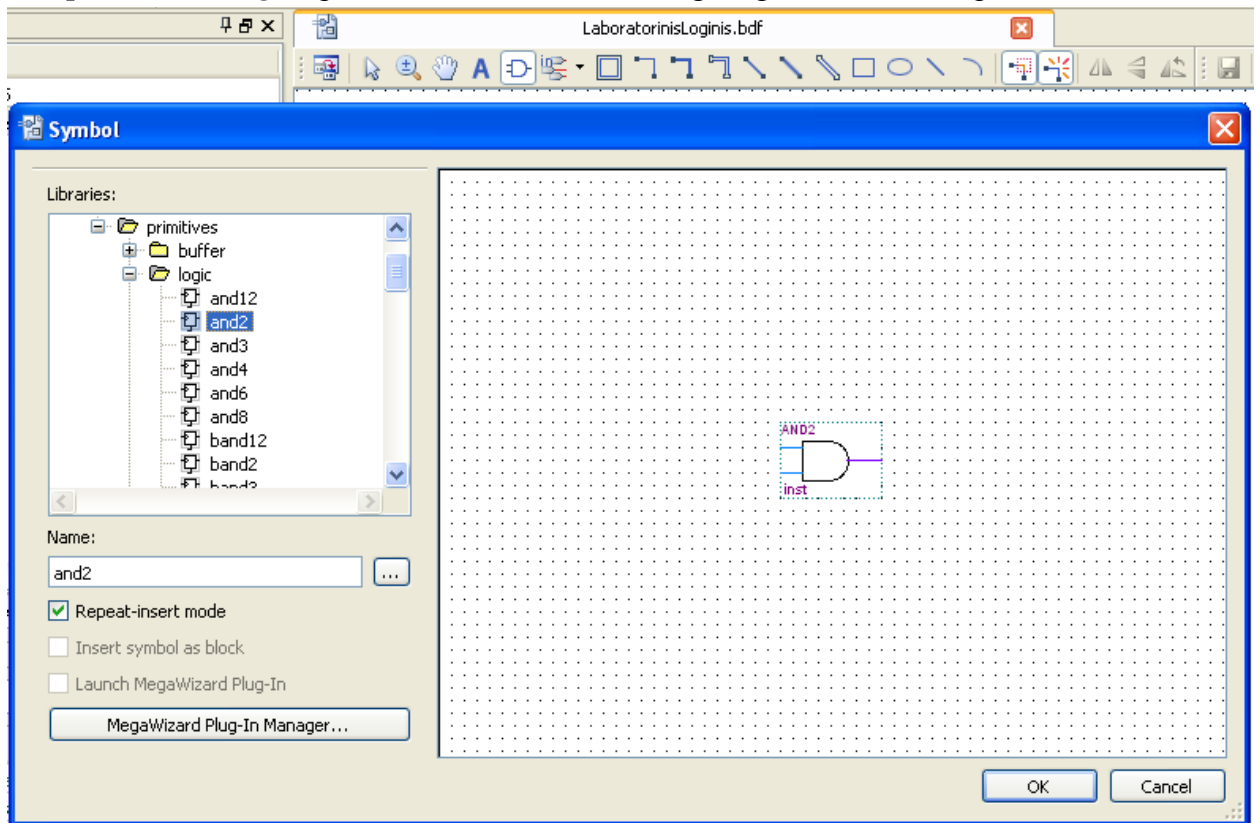 LaboratorinisLoginis.bdf
A
Symbol
Libraries:
primitives
buffer
logic
and12
and2
and3
and4
and6
and8
band12
band2
band3
AND2
inst
Name:
and2
...
Repeat-insert mode
Insert symbol as block
Launch MegaWizard Plug-In
MegaWizard Plug-In Manager...
OK
Cancel